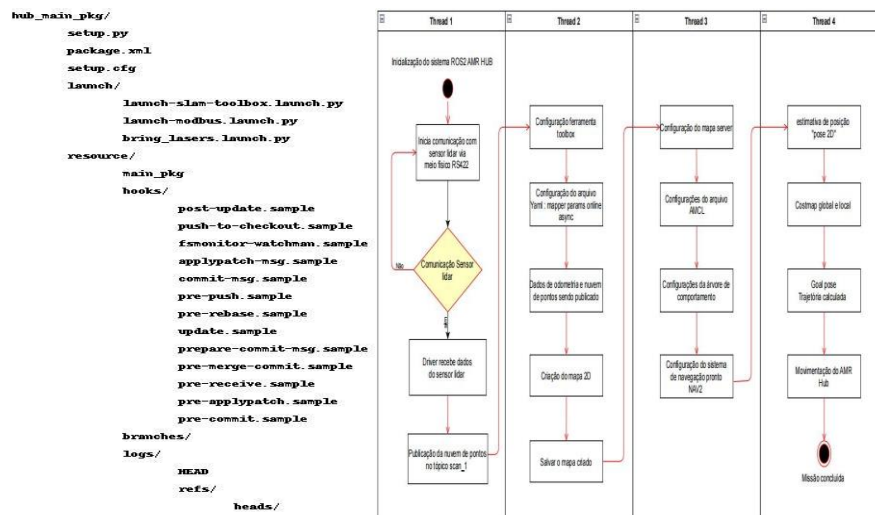 hub_main_pkg/
setup.py
package.xml
setup.cfg
launch/
launch-slam-toolbox.launch.py
launch-modbus.launch.py
bring_lasers.launch.py
resource/
main_pkg
hooks/
post-update.sample
push-to-checkout.sample
fsmonitor-watchman.sample
applypatch-msg.sample
commit-msg.sample
pre-push.sample
pre-rebase.sample
update.sample
prepare-commit-msg.sample
pre-merge-commit.sample
pre-receive.sample
pre-applypatch.sample
pre-commit.sample
branches/
logs/
HEAD
refs/
heads/
Thread 1
Inicialização do sistema ROS2 AMR HUB
Inicia comunicação com
sensor lidar via
meio físico RS422
Comunicação Sensor
lidar
Não
Driver recebe dados
do sensor lidar
Publicação da nuvem de pontos
no tópico scan_1
Thread 2
Configuração ferramenta
toolbox
Configuração do arquivo
Yaml : mapper params online
async
Dados de odometria e nuvem
de pontos sendo publicado
Criação do mapa 2D
Salvar o mapa criado
Thread 3
Configuração do mapa server
Configurações do arquivo
AMCL
Configurações da árvore de
comportamento
Configuração do sistema
de navegação pronto
NAV2
Thread 4
estimativa de posição
"pose 2D"
Costmap global e local
Goal pose
Trajetória calculada
Movimentação do AMR
Hub
Missão concluída